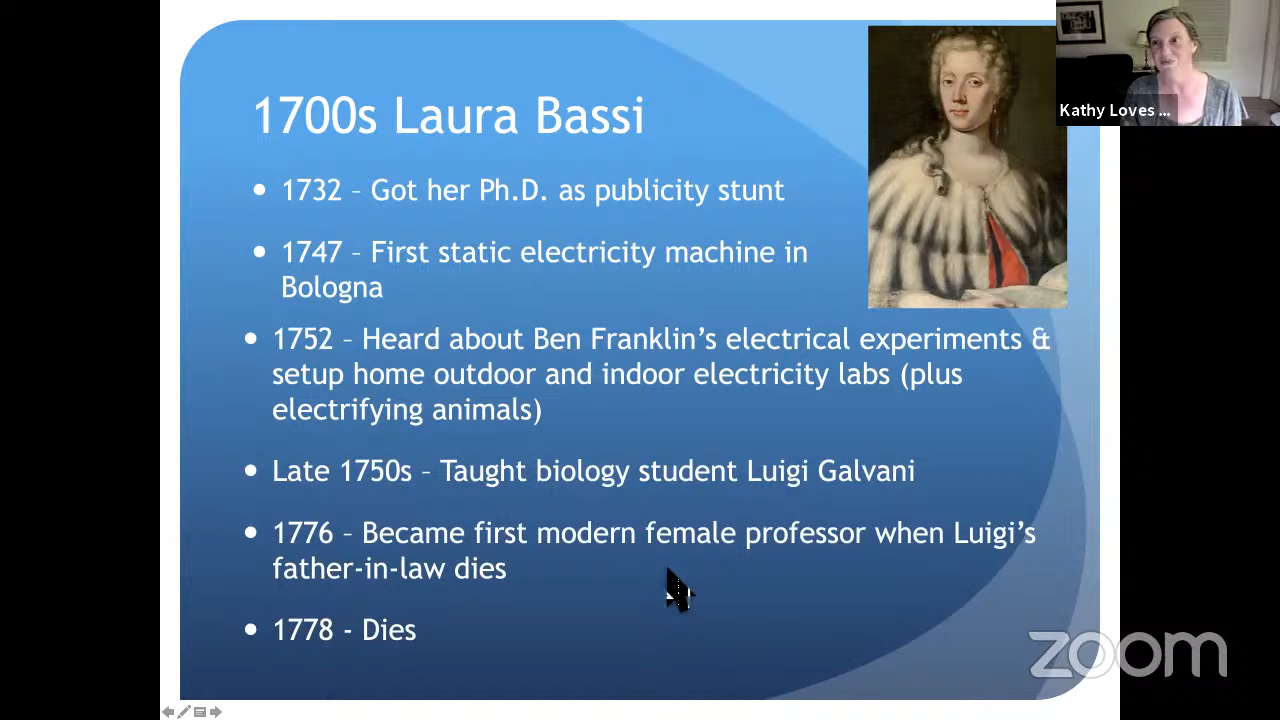 1700s Laura Bassi
Kathy Loves ...
• 1732 – Got her Ph.D. as publicity stunt
• 1747 – First static electricity machine in
Bologna
• 1752 – Heard about Ben Franklin's electrical experiments &
setup home outdoor and indoor electricity labs (plus
electrifying animals)
• Late 1750s – Taught biology student Luigi Galvani
• 1776 – Became first modern female professor when Luigi's
father-in-law dies
• 1778 - Dies
zoom